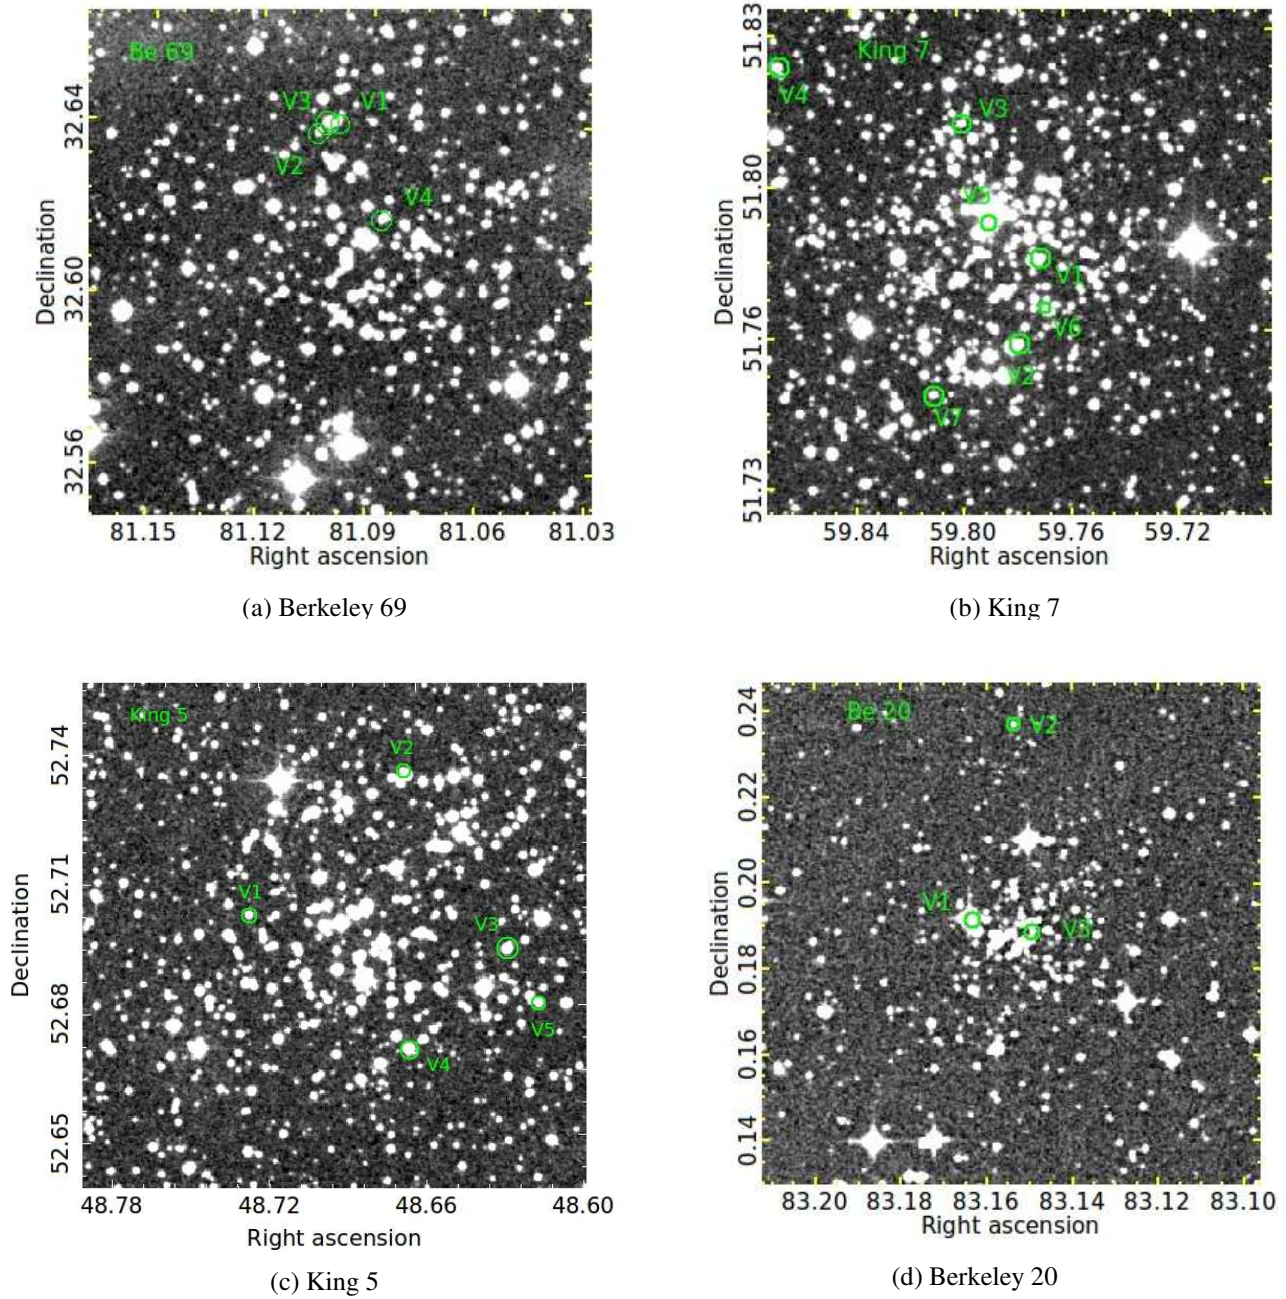 Be 69
V3 V1
V2
V4
32.64
32.60
32.56
Declination
81.15 81.12 81.09 81.06 81.03
Right ascension
(a) Berkeley 69
King 7
V4
V3
V5
V1
V6
V2
V7
51.83
51.80
51.76
51.73
Declination
59.84 59.80 59.76 59.72
Right ascension
(b) King 7
King 5
V2
V1
V3
V5
V4
52.74
52.71
52.68
52.65
Declination
48.78 48.72 48.66 48.60
Right ascension
(c) King 5
Be 20
V2
V1
V3
0.24
0.22
0.20
0.18
0.16
0.14
Declination
83.20 83.18 83.16 83.14 83.12 83.10
Right ascension
(d) Berkeley 20